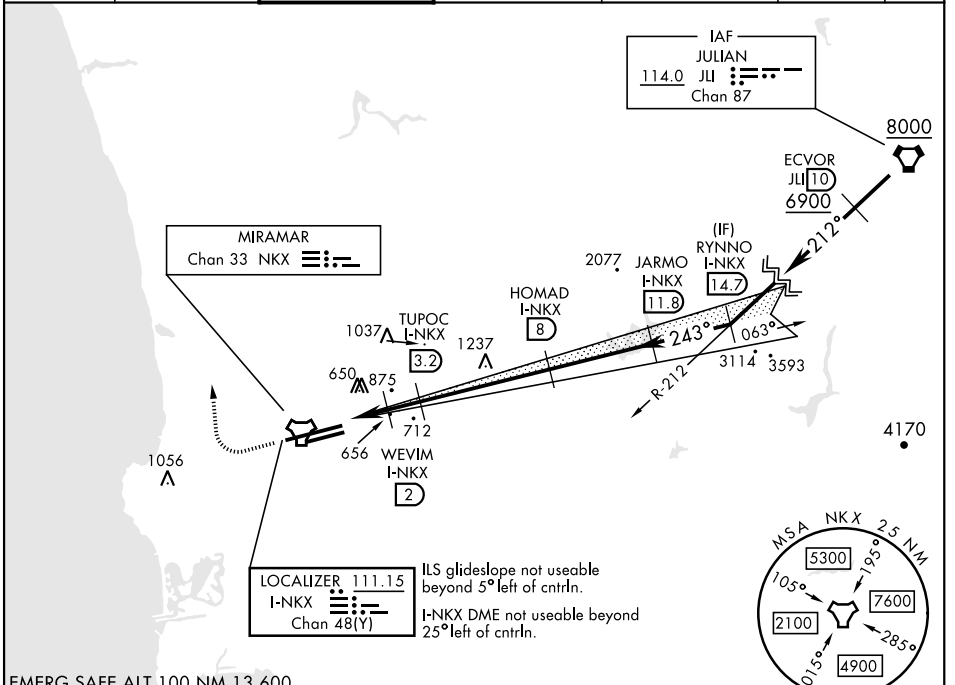 IAF
JULIAN
114.0 JLI
Chan 87
8000
ECVOR
JLI 10
6900
212°
MIRAMAR
Chan 33 NKX
(IF)
RYNNO
I-NKX
14.7
2077
JARMO
I-NKX
11.8
HOMAD
I-NKX
8
TUPOC
I-NKX
3.2
1037
1237
243°
063°
3114
3593
R-212
650
875
712
656
WEVIM
I-NKX
2
4170
1056
LOCALIZER 111.15
I-NKX
Chan 48(Y)
ILS glideslope not useable
beyond 5° left of cntrln.
I-NKX DME not useable beyond
25° left of cntrln.
MSA NKX 25 NM
5300
195°
105°
7600
2100
285°
015°
4900
EMERG SAFE ALT 100 NM 13,600